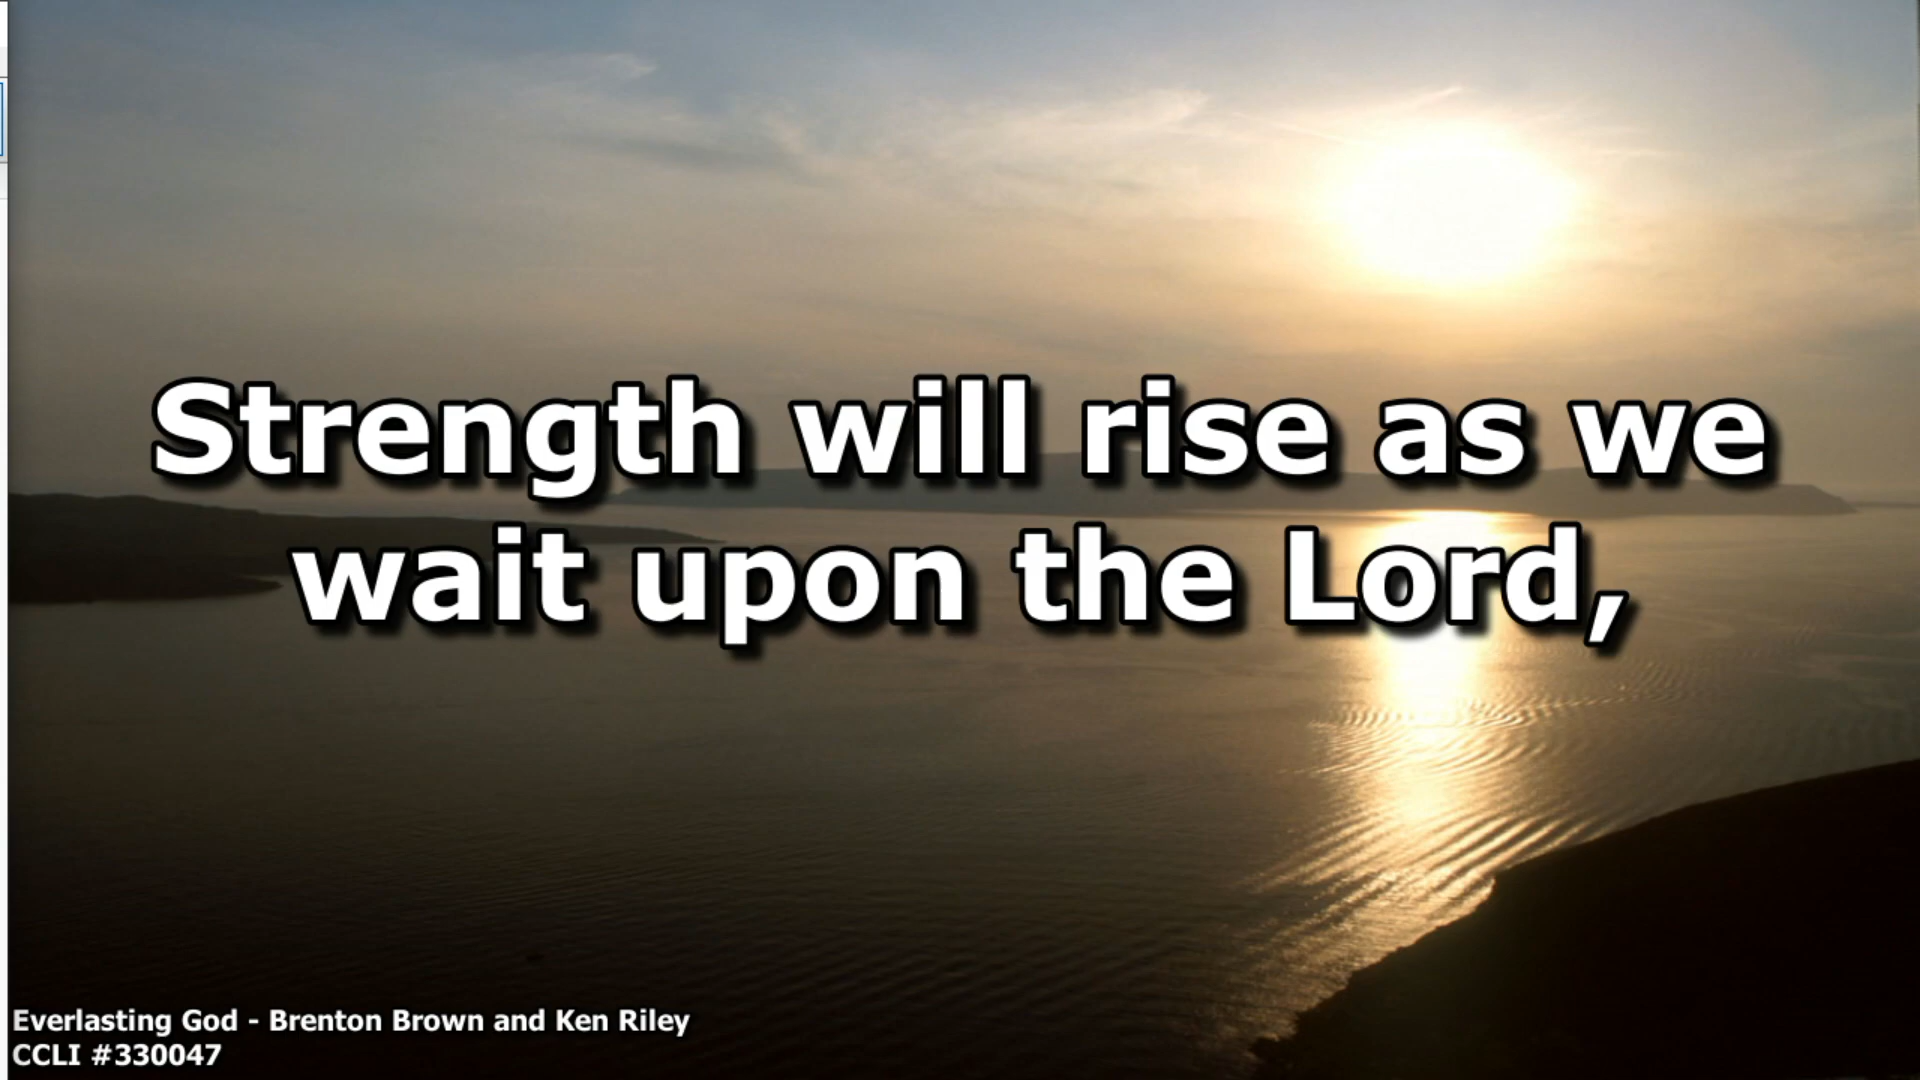 Strength will rise as we
wait upon the Lord,
Everlasting God - Brenton Brown and Ken Riley
CCLI #330047